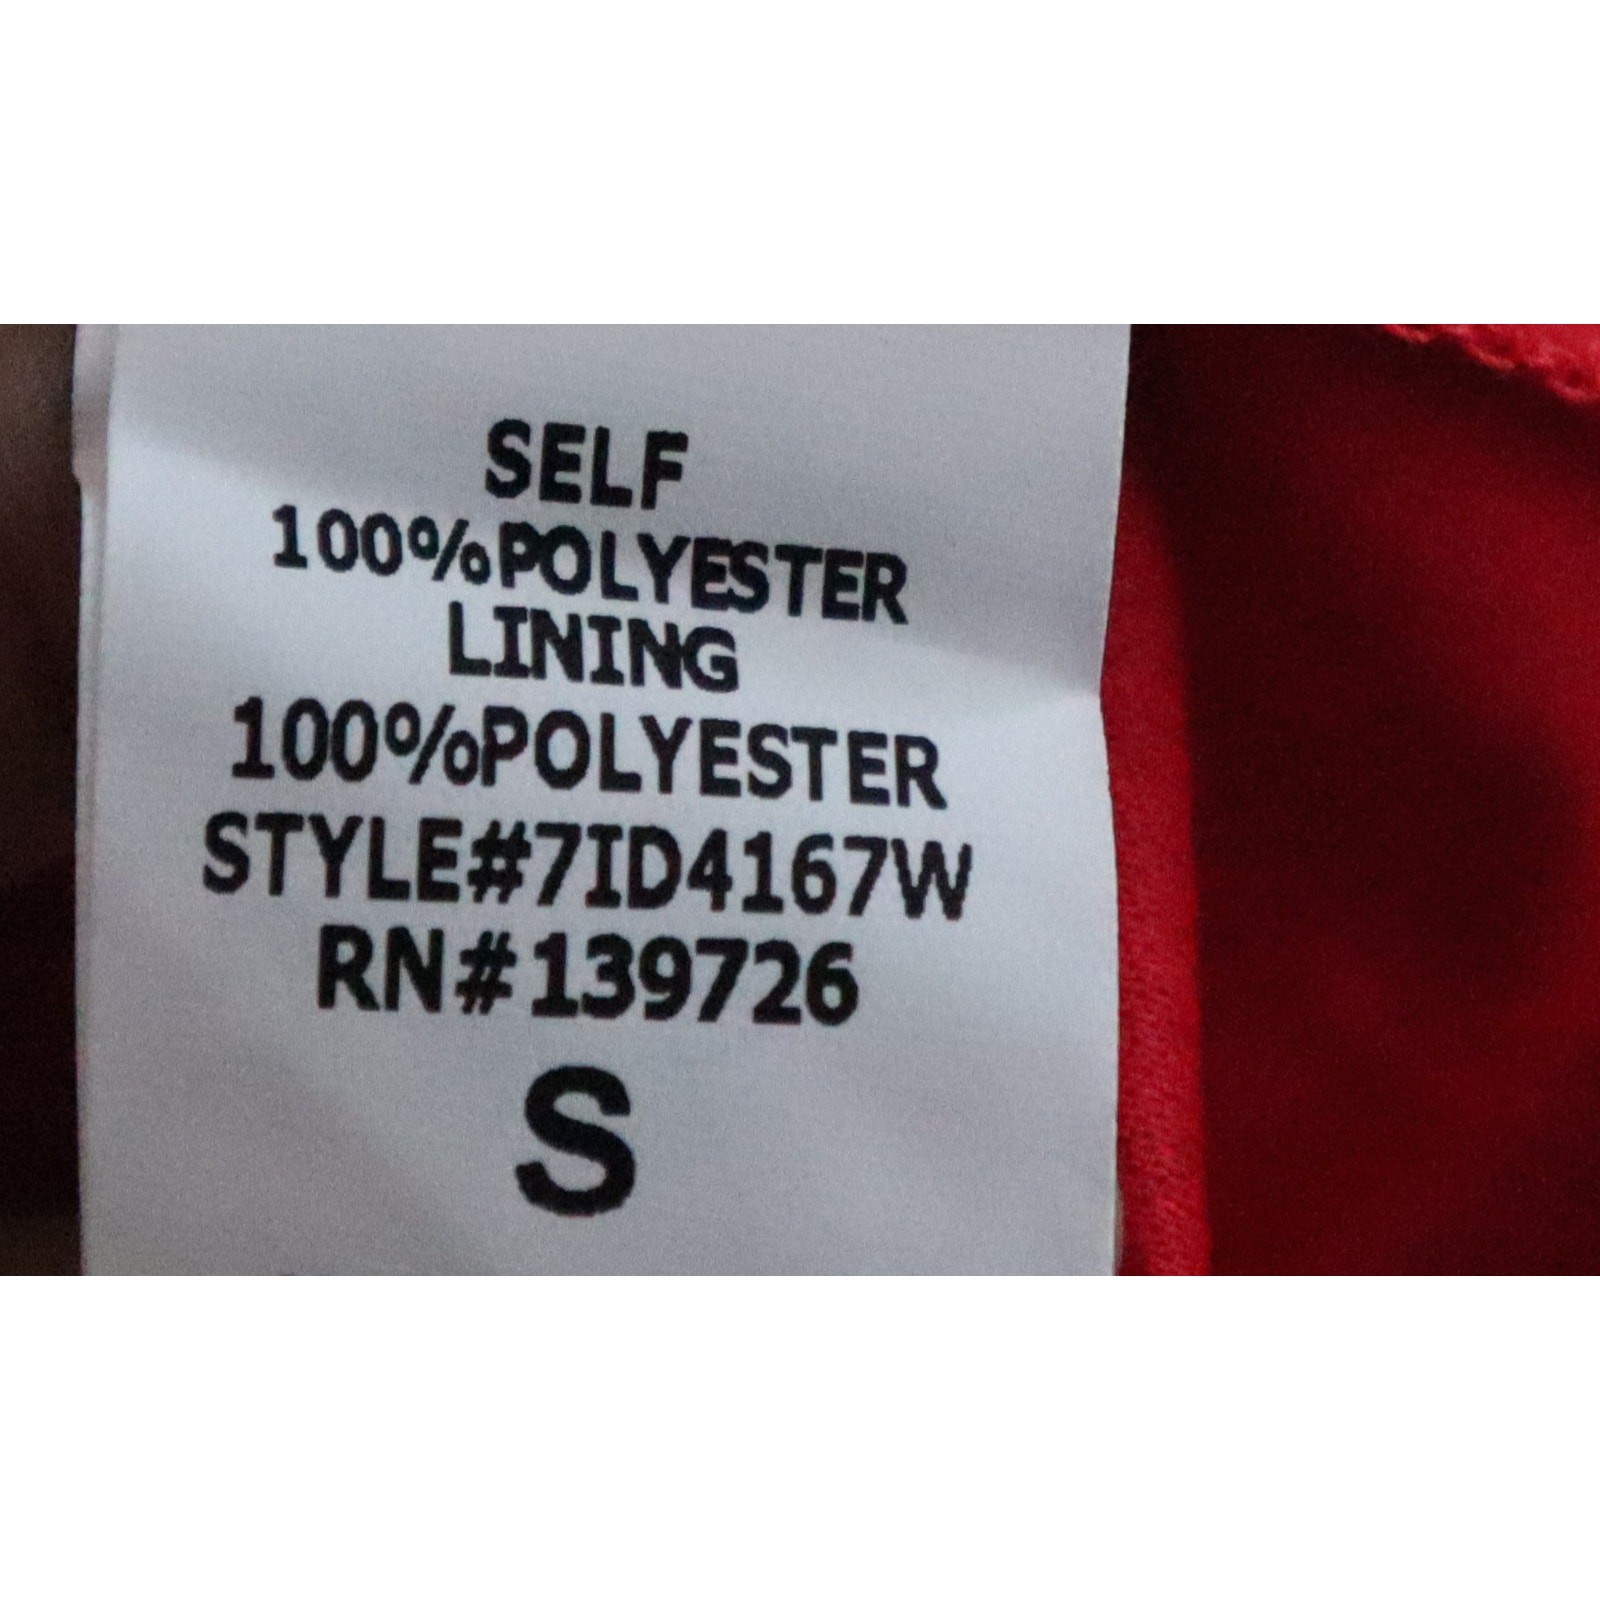 SELF
100%POLYESTER
LINING
100%POLYESTER
STYLE#7ID4167W
RN#139726
S